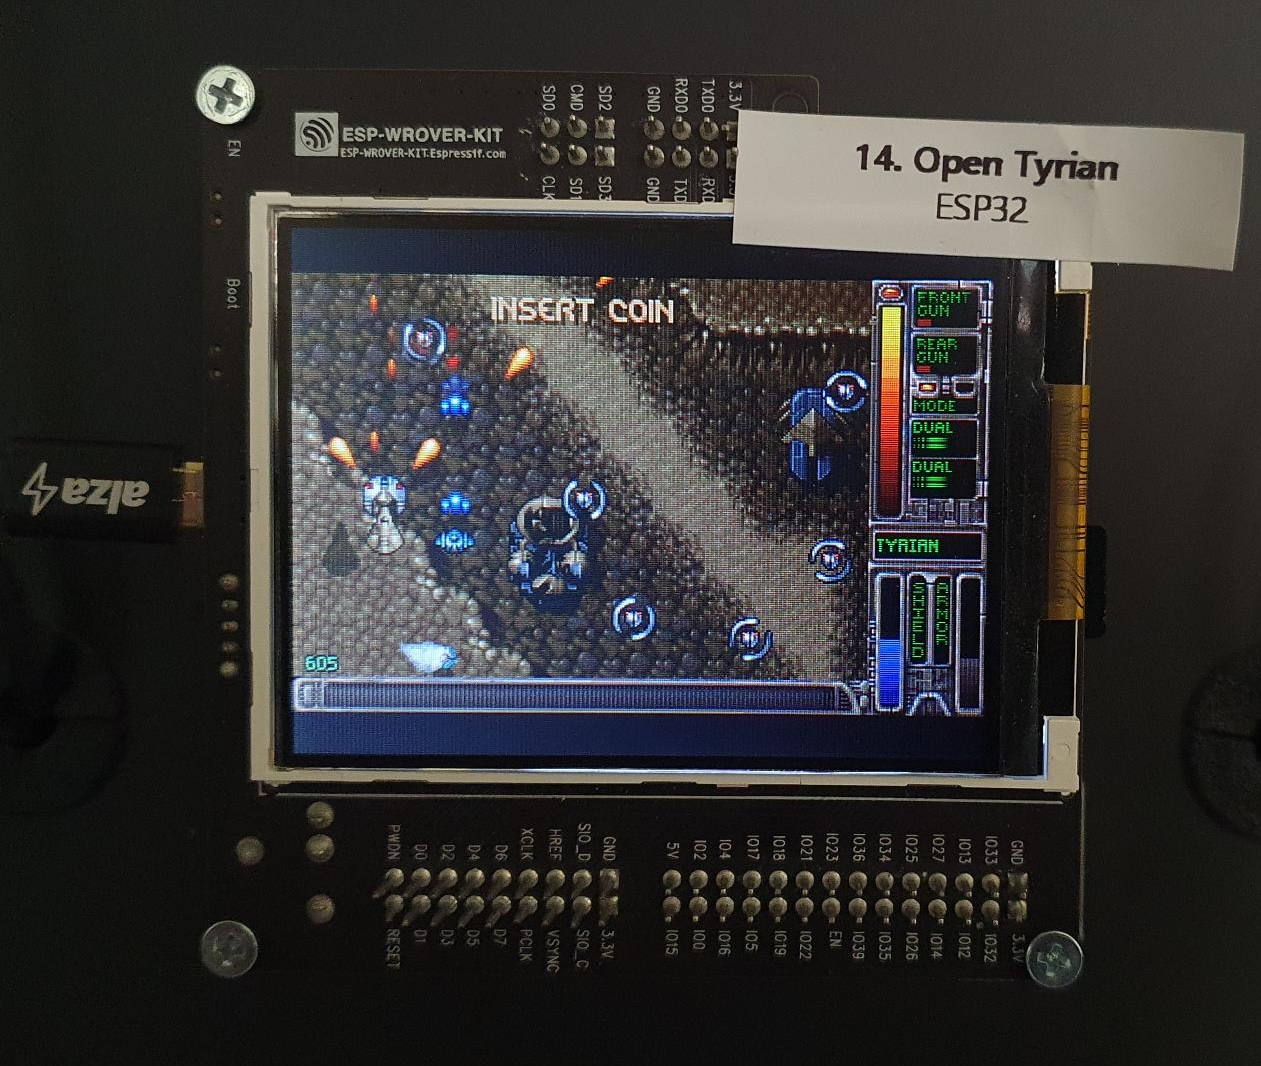 SD0 CMD SD2 GND RXD0 TXD0 3.3V
EN
ESP-WROVER-KIT
ESP-WROVER-KIT.Espressif.com
CLK SD1 SD3 GND TXD RXD
14. Open Tyrian
ESP32
Boot
INSERT COIN
FRONT
GUN
REAR
GUN
MODE
DUAL
DUAL
TYRIAN
SHIELD
ARMOR
605
alza
PWDN D0 D2 D4 D6 XCLK HREF SIO_D GND
RESET D1 D3 D5 D7 PCLK VSYNC SIO_C 3.3V
5V IO2 IO4 IO17 IO18 IO21 IO23 IO36 IO34 IO25 IO27 IO13 IO33 GND
IO15 IO0 IO16 IO5 IO19 IO22 EN IO39 IO35 IO26 IO14 IO12 IO32 3.3V